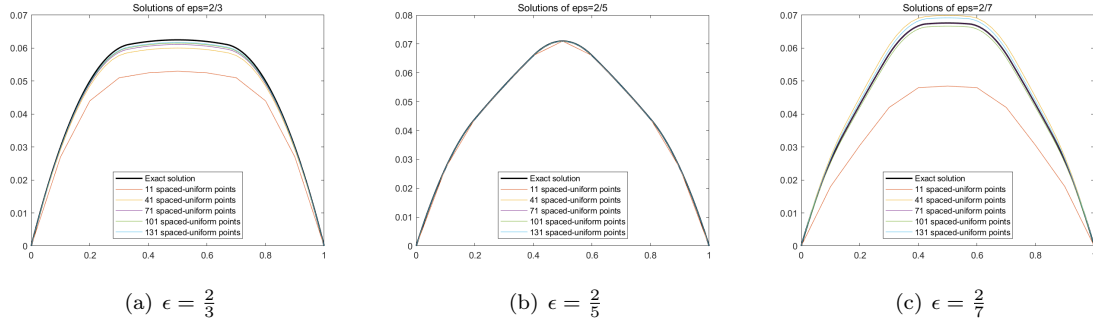 Solutions of eps=2/3
0.07
0.06
0.05
0.04
0.03
0.02
0.01
0
0 0.2 0.4 0.6 0.8 1
Exact solution
11 spaced-uniform points
41 spaced-uniform points
71 spaced-uniform points
101 spaced-uniform points
131 spaced-uniform points
(a) ϵ = 2/3
Solutions of eps=2/5
0.08
0.07
0.06
0.05
0.04
0.03
0.02
0.01
0
0 0.2 0.4 0.6 0.8 1
Exact solution
11 spaced-uniform points
41 spaced-uniform points
71 spaced-uniform points
101 spaced-uniform points
131 spaced-uniform points
(b) ϵ = 2/5
Solutions of eps=2/7
0.07
0.06
0.05
0.04
0.03
0.02
0.01
0
0 0.2 0.4 0.6 0.8 1
Exact solution
11 spaced-uniform points
41 spaced-uniform points
71 spaced-uniform points
101 spaced-uniform points
131 spaced-uniform points
(c) ϵ = 2/7